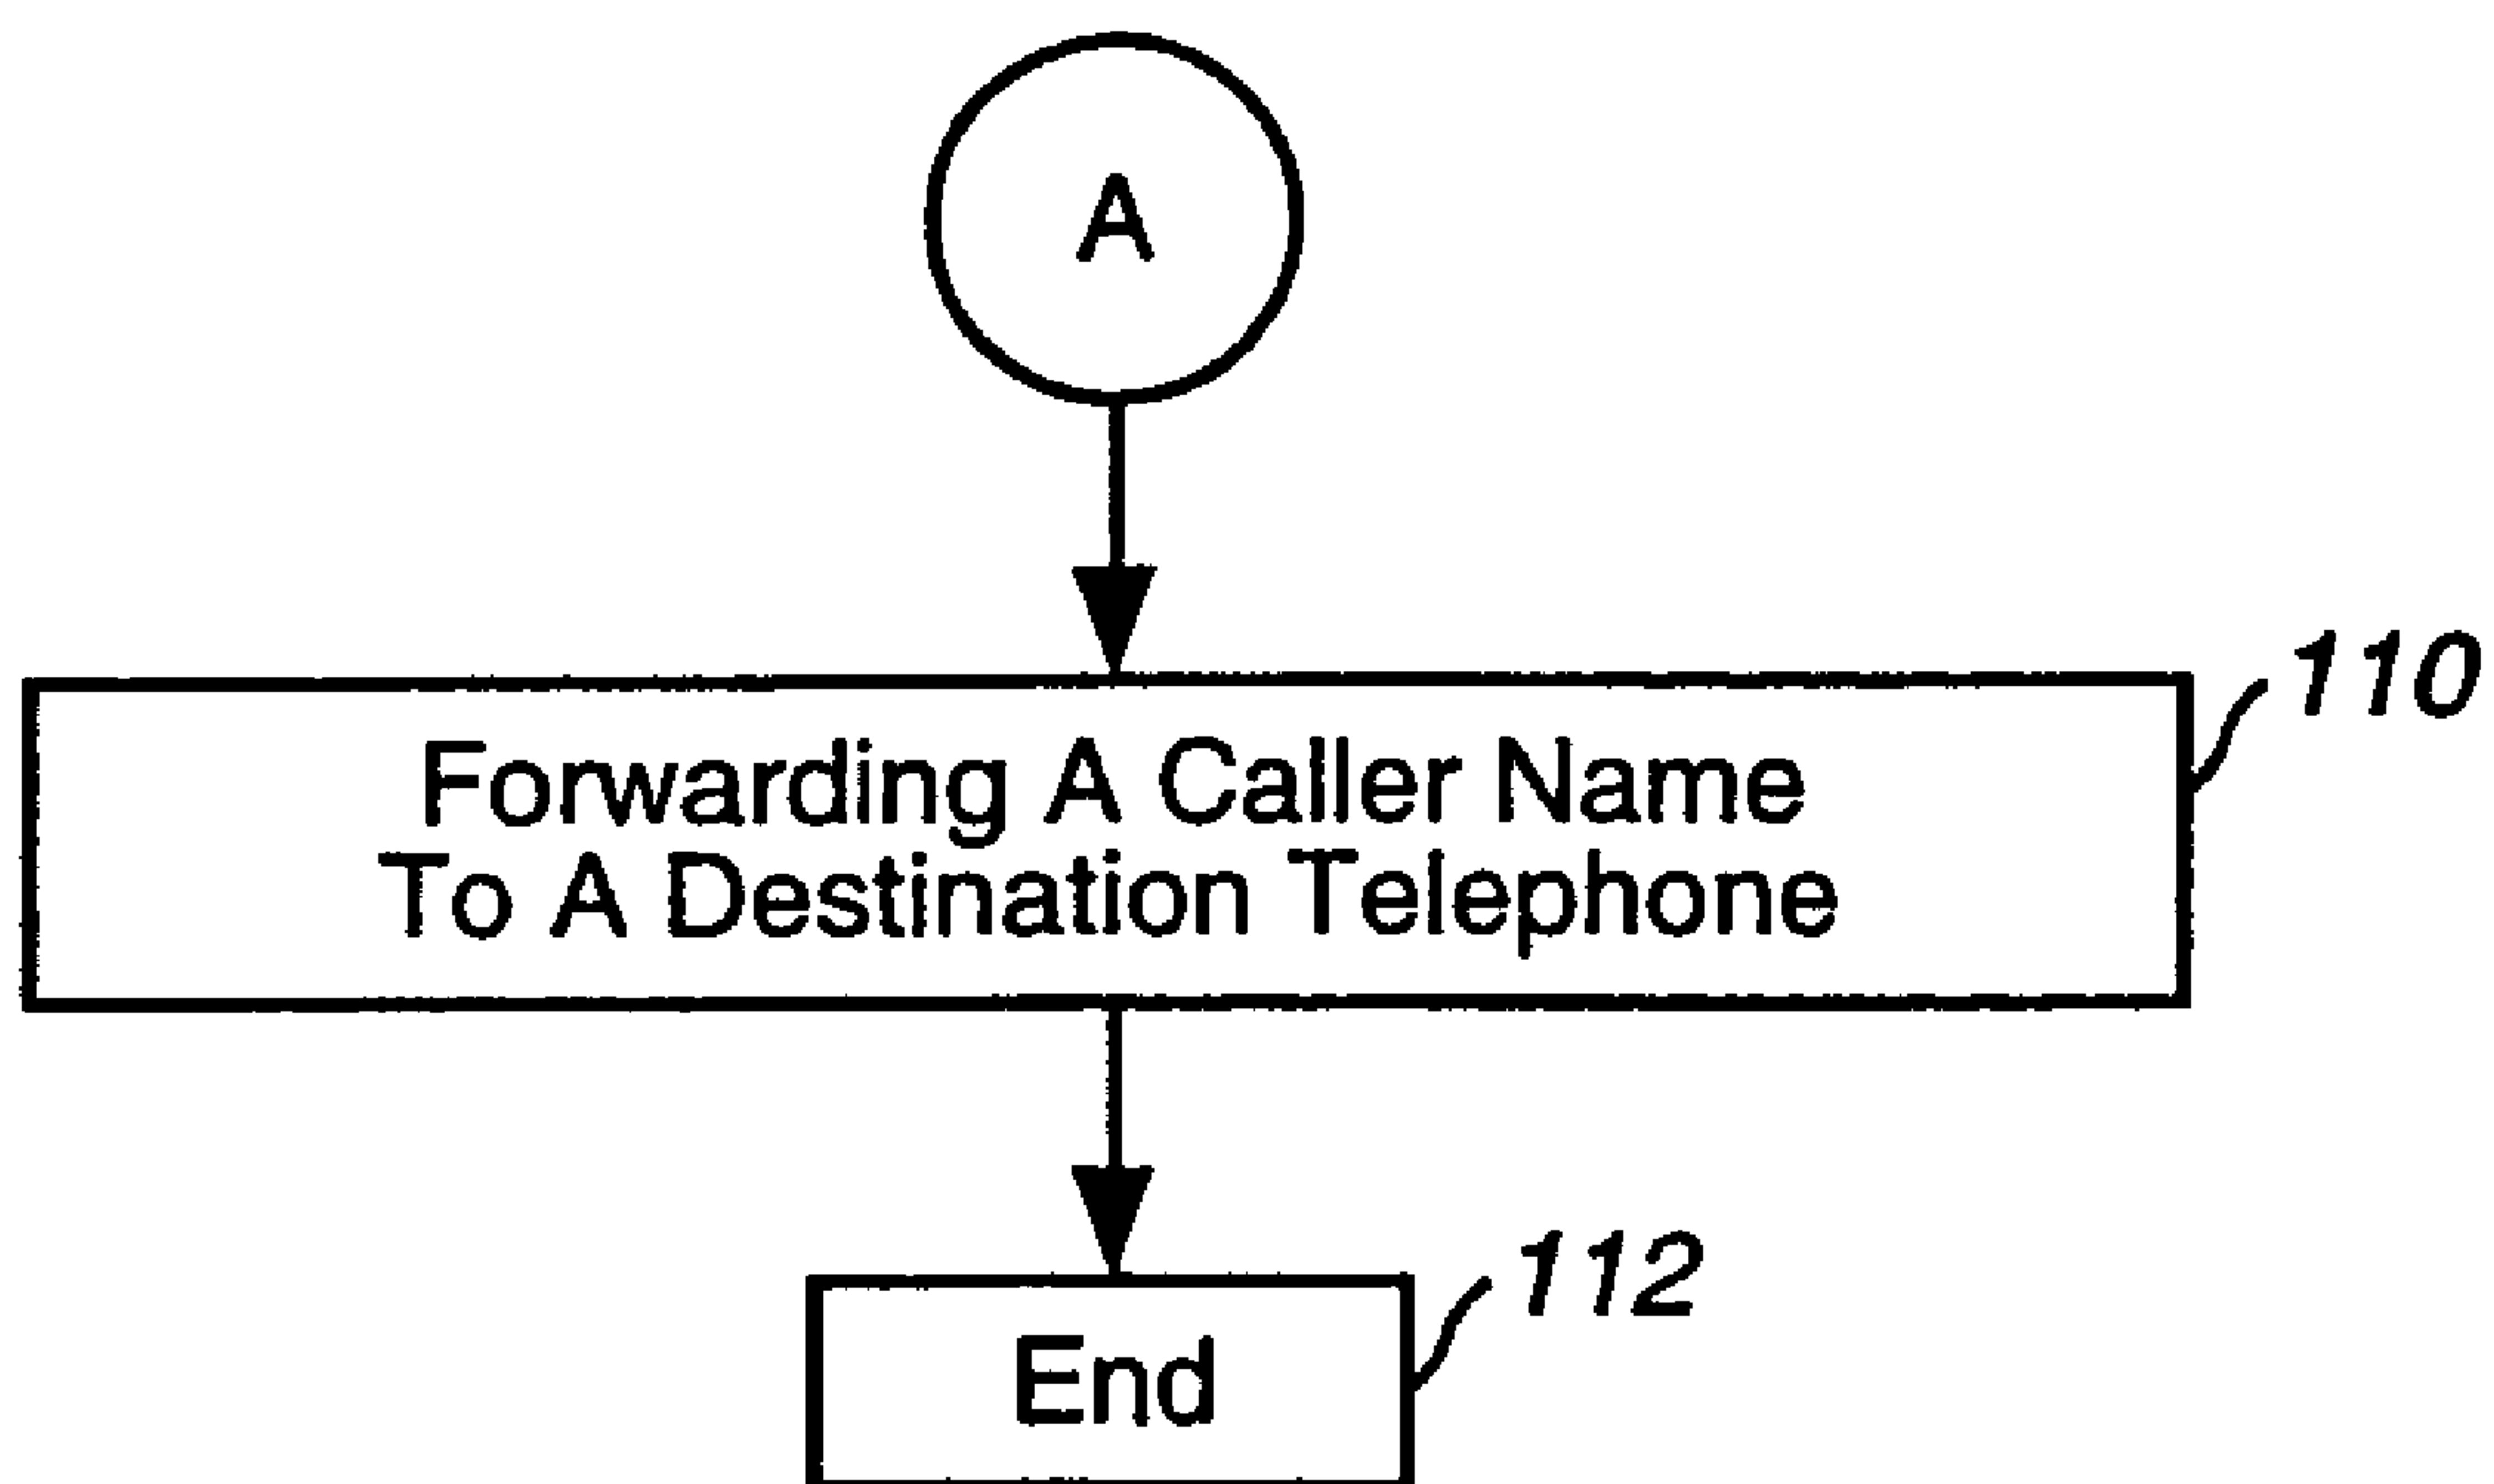 A
110
Forwarding A Caller Name
To A Destination Telephone
112
End